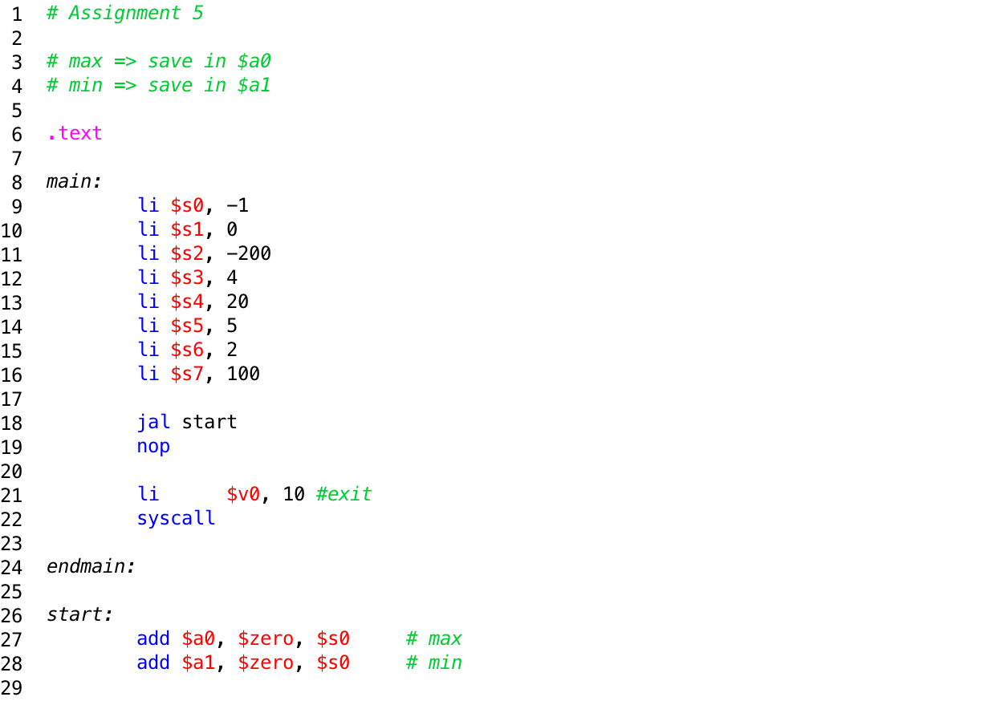 1 # Assignment 5
2
3 # max => save in $a0
4 # min => save in $a1
5
6 .text
7
8 main:
9 li $s0, -1
10 li $s1, 0
11 li $s2, -200
12 li $s3, 4
13 li $s4, 20
14 li $s5, 5
15 li $s6, 2
16 li $s7, 100
17
18 jal start
19 nop
20
21 li $v0, 10 #exit
22 syscall
23
24 endmain:
25
26 start:
27 add $a0, $zero, $s0 # max
28 add $a1, $zero, $s0 # min
29